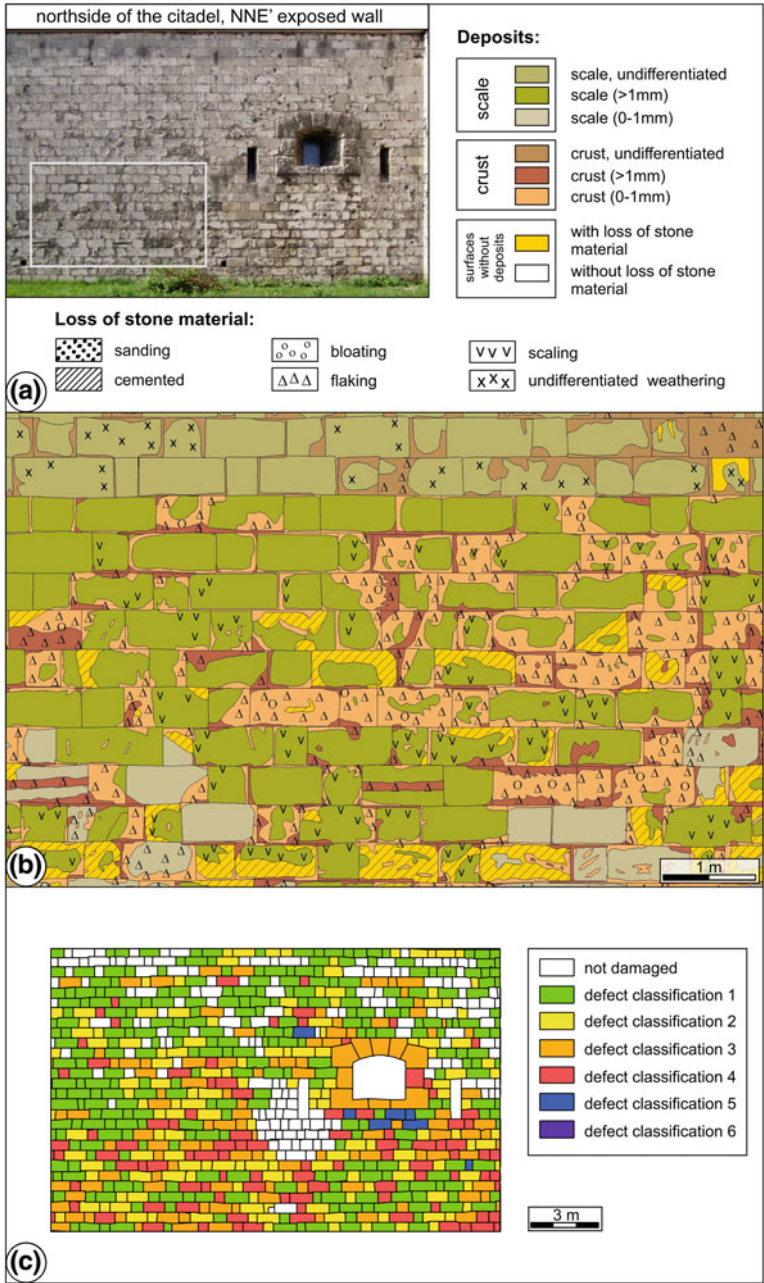 northside of the citadel, NNE' exposed wall
Deposits:
scale
scale, undifferentiated
scale (>1mm)
scale (0-1mm)
crust
crust, undifferentiated
crust (>1mm)
crust (0-1mm)
surfaces
without
deposits
with loss of stone
material
without loss of stone
material
Loss of stone material:
sanding
bloating
scaling
cemented
flaking
undifferentiated weathering
(a)
(b)
1 m
not damaged
defect classification 1
defect classification 2
defect classification 3
defect classification 4
defect classification 5
defect classification 6
3 m
(c)